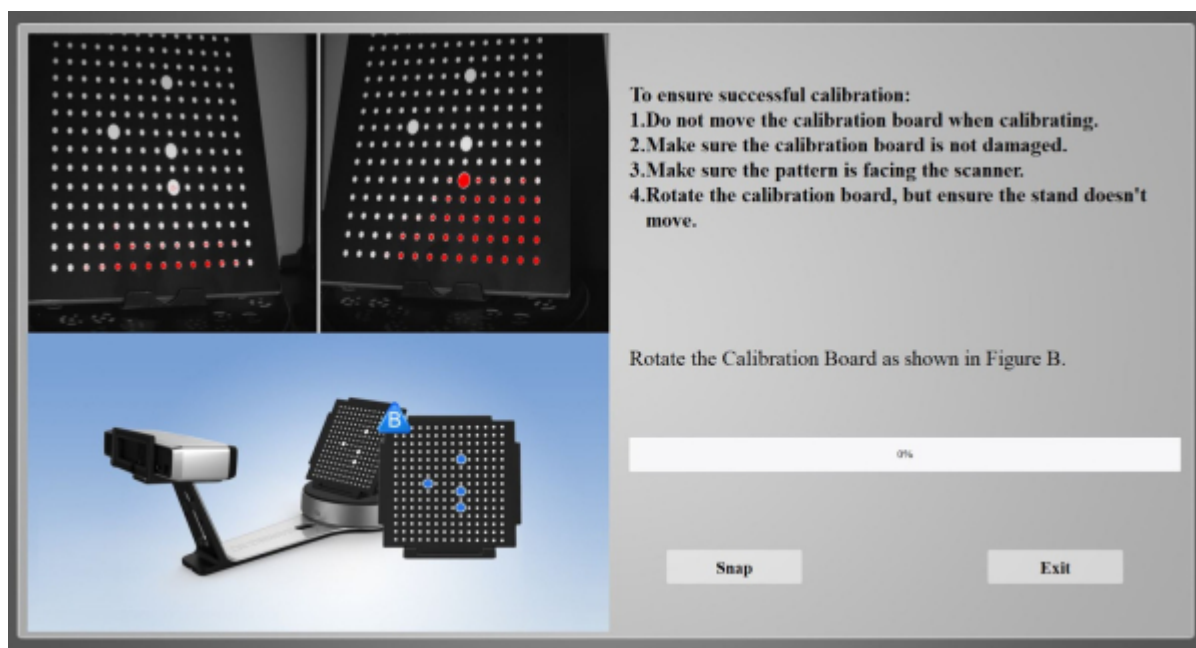 To ensure successful calibration:
1.Do not move the calibration board when calibrating.
2.Make sure the calibration board is not damaged.
3.Make sure the pattern is facing the scanner.
4.Rotate the calibration board, but ensure the stand doesn't
move.
Rotate the Calibration Board as shown in Figure B.
B
0%
Snap
Exit